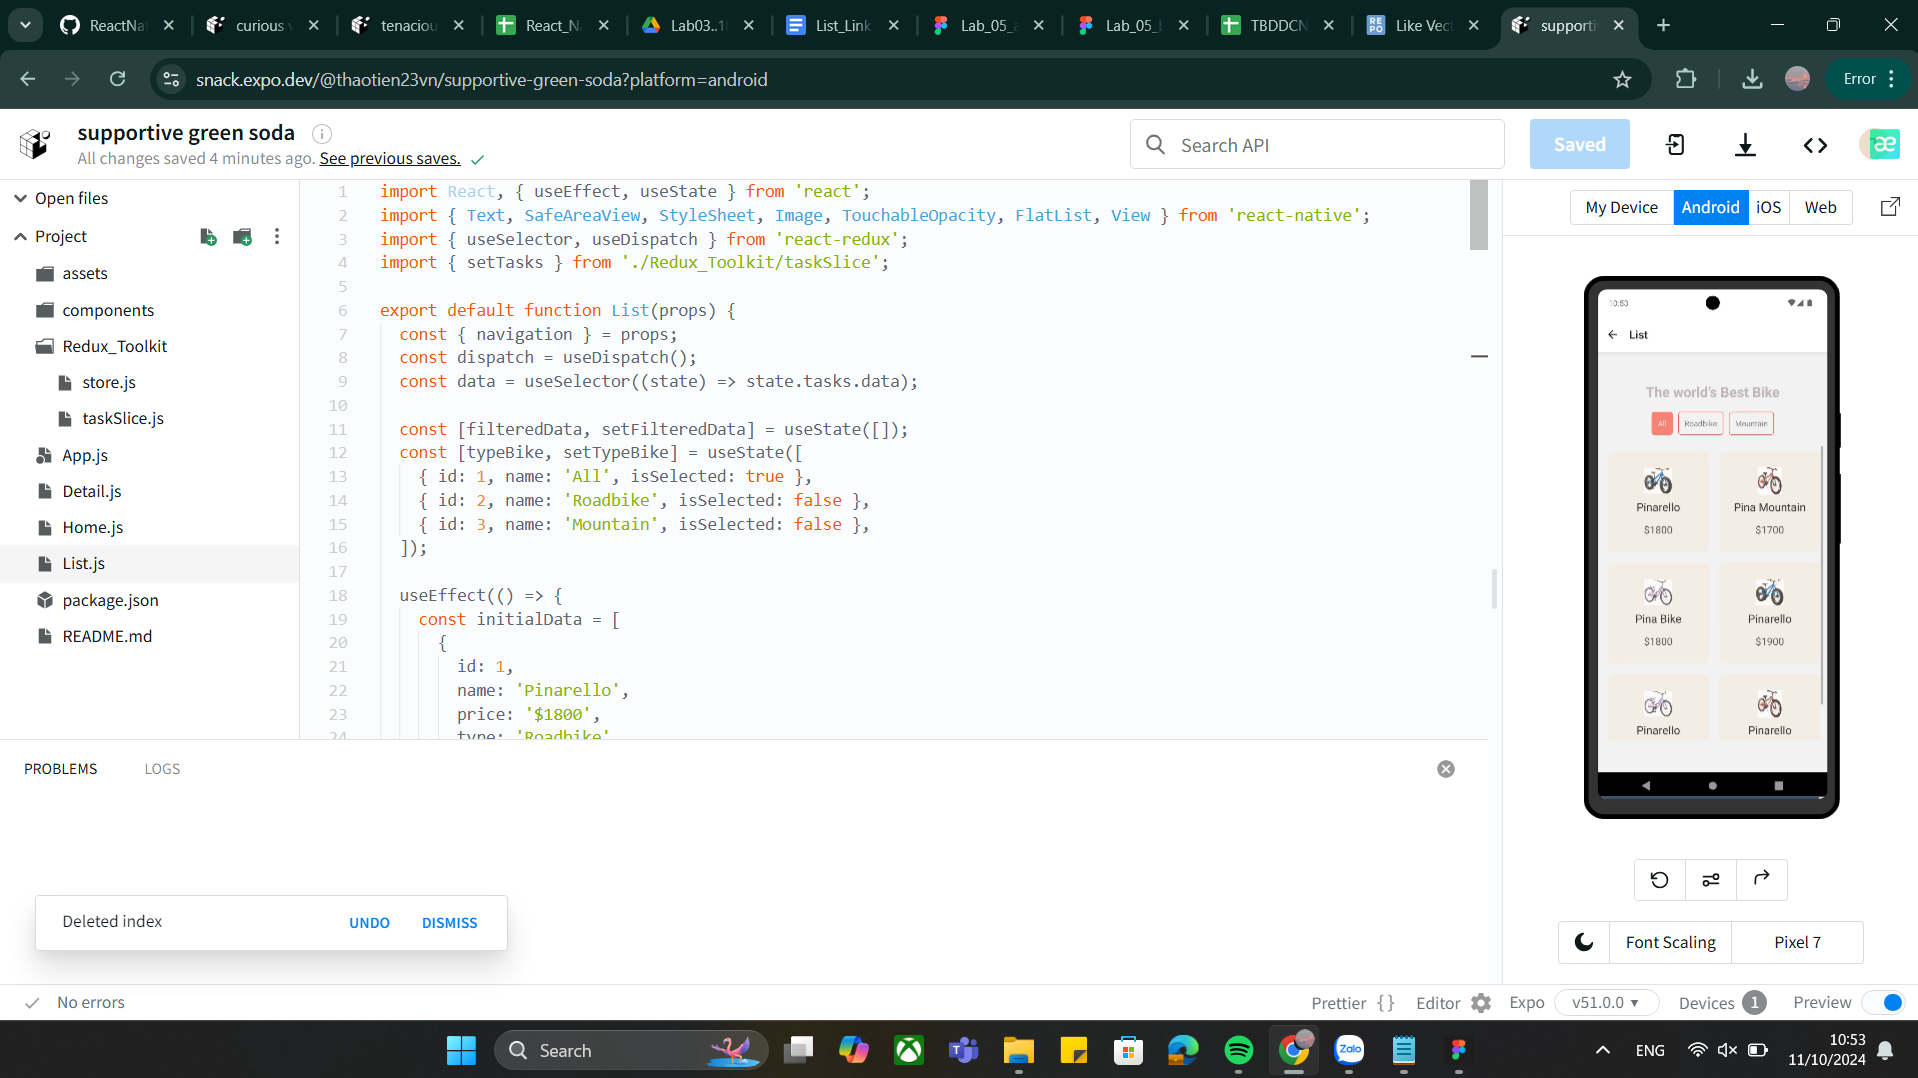 ReactNat
curious v
tenaciou
React_Na
Lab03..10
List_Link
Lab_05_a
Lab_05_b
TBDDCN
Like Vect
supporti
snack.expo.dev/@thaotien23vn/supportive-green-soda?platform=android
Error
supportive green soda
All changes saved 4 minutes ago. See previous saves.
Search API
Saved
Open files
Project
assets
components
Redux_Toolkit
store.js
taskSlice.js
App.js
Detail.js
Home.js
List.js
package.json
README.md
1 import React, { useEffect, useState } from 'react';
2 import { Text, SafeAreaView, StyleSheet, Image, TouchableOpacity, FlatList, View } from 'react-native';
3 import { useSelector, useDispatch } from 'react-redux';
4 import { setTasks } from './Redux_Toolkit/taskSlice';
5
6 export default function List(props) {
7 const { navigation } = props;
8 const dispatch = useDispatch();
9 const data = useSelector((state) => state.tasks.data);
10
11 const [filteredData, setFilteredData] = useState([]);
12 const [typeBike, setTypeBike] = useState([
13 { id: 1, name: 'All', isSelected: true },
14 { id: 2, name: 'Roadbike', isSelected: false },
15 { id: 3, name: 'Mountain', isSelected: false },
16 ]);
17
18 useEffect(() => {
19 const initialData = [
20 {
21 id: 1,
22 name: 'Pinarello',
23 price: '$1800',
24 type: 'Roadbike'
My Device
Android
iOS
Web
10:53
List
The world's Best Bike
All
Roadbike
Mountain
Pinarello
$1800
Pina Mountain
$1700
Pina Bike
$1800
Pinarello
$1900
Pinarello
Pinarello
Font Scaling
Pixel 7
PROBLEMS
LOGS
Deleted index
UNDO
DISMISS
No errors
Prettier { }
Editor
Expo
v51.0.0
Devices 1
Preview
Search
Zalo
ENG
10:53
11/10/2024